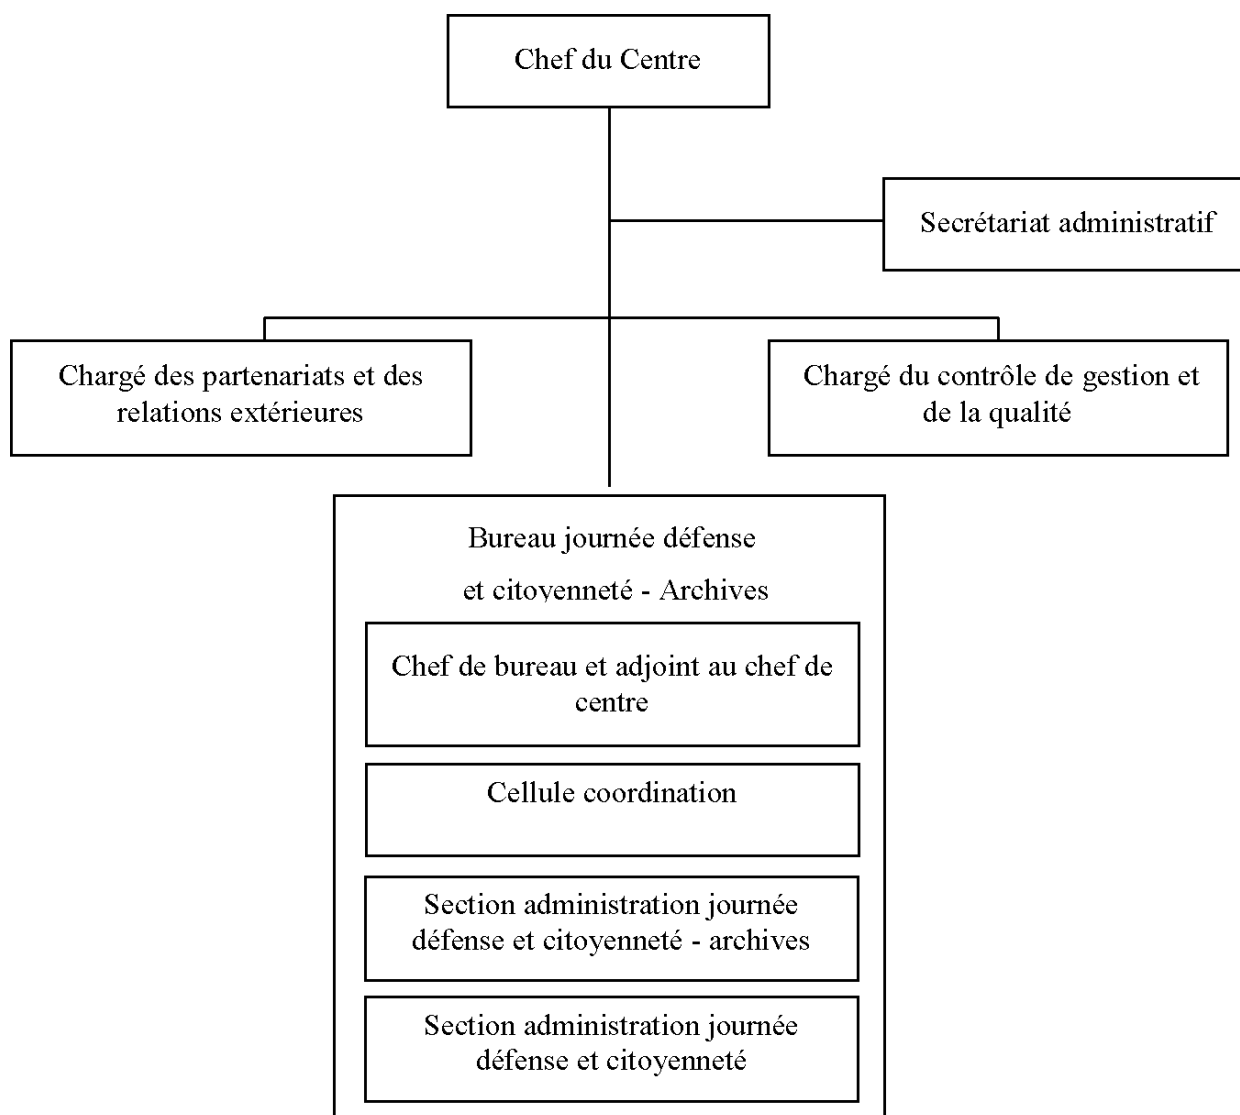 Chef du Centre
Secrétariat administratif
Chargé des partenariats et des
relations extérieures
Chargé du contrôle de gestion et
de la qualité
Bureau journée défense
et citoyenneté - Archives
Chef de bureau et adjoint au chef de
centre
Cellule coordination
Section administration journée
défense et citoyenneté - archives
Section administration journée
défense et citoyenneté